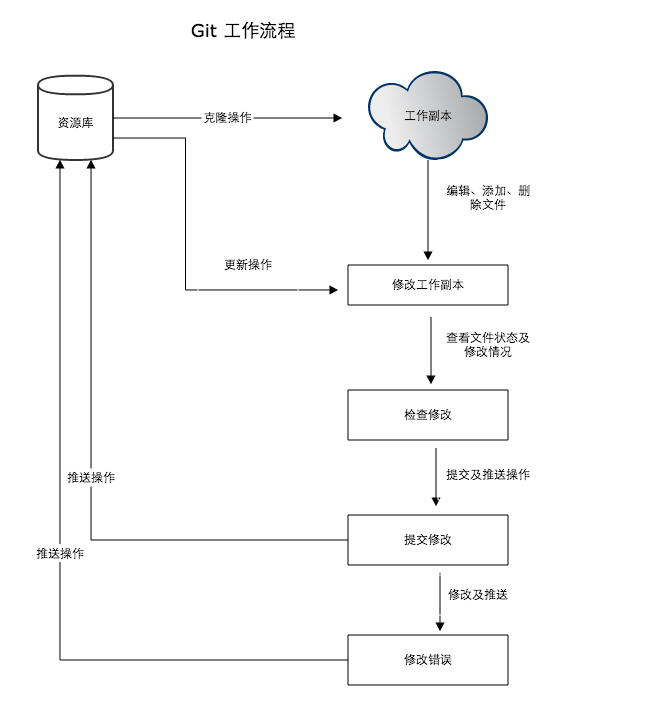 Git 工作流程
资源库
克隆操作
工作副本
编辑、添加、删
除文件
更新操作
修改工作副本
查看文件状态及
修改情况
检查修改
推送操作
提交及推送操作
提交修改
推送操作
修改及推送
修改错误